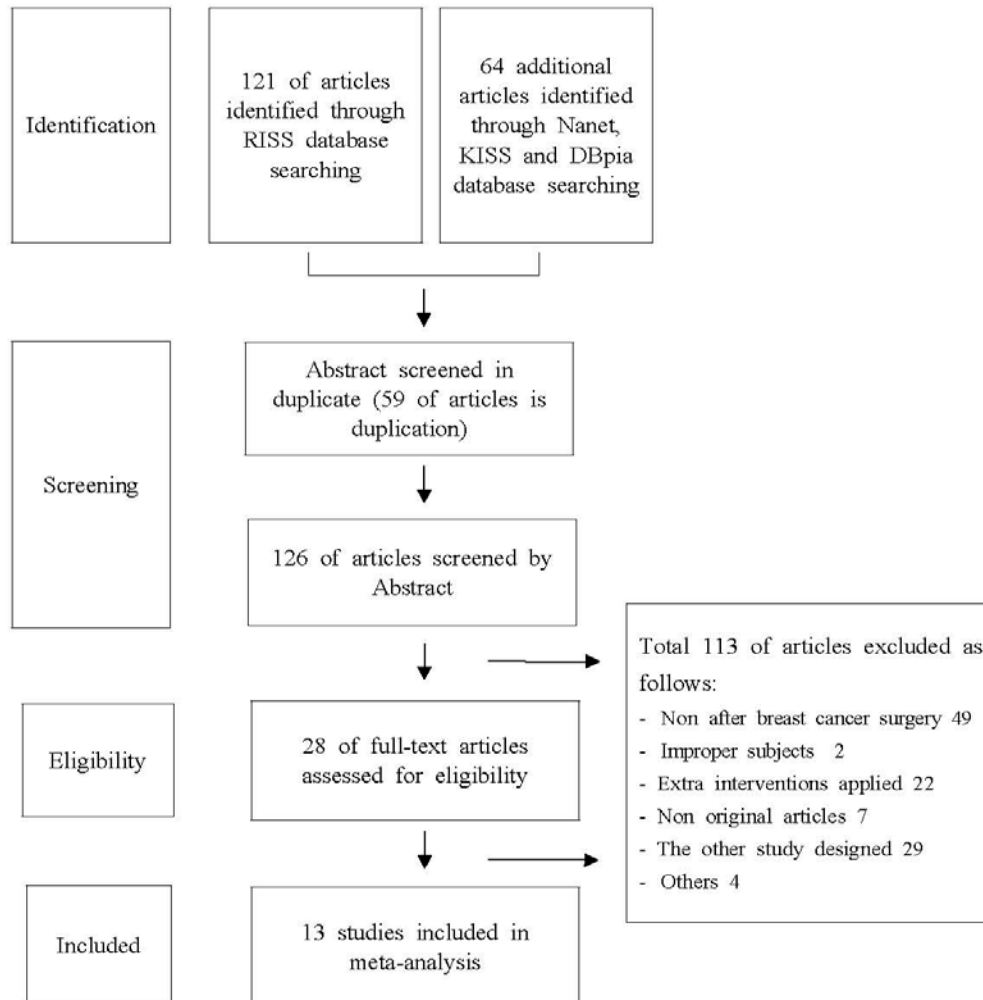 Identification
121 of articles
identified through
RISS database
searching
64 additional
articles identified
through Nanet,
KISS and DBpia
database searching
Screening
Abstract screened in
duplicate (59 of articles is
duplication)
126 of articles screened by
Abstract
Total 113 of articles excluded as
follows:
- Non after breast cancer surgery 49
- Improper subjects 2
- Extra interventions applied 22
- Non original articles 7
- The other study designed 29
- Others 4
Eligibility
28 of full-text articles
assessed for eligibility
Included
13 studies included in
meta-analysis